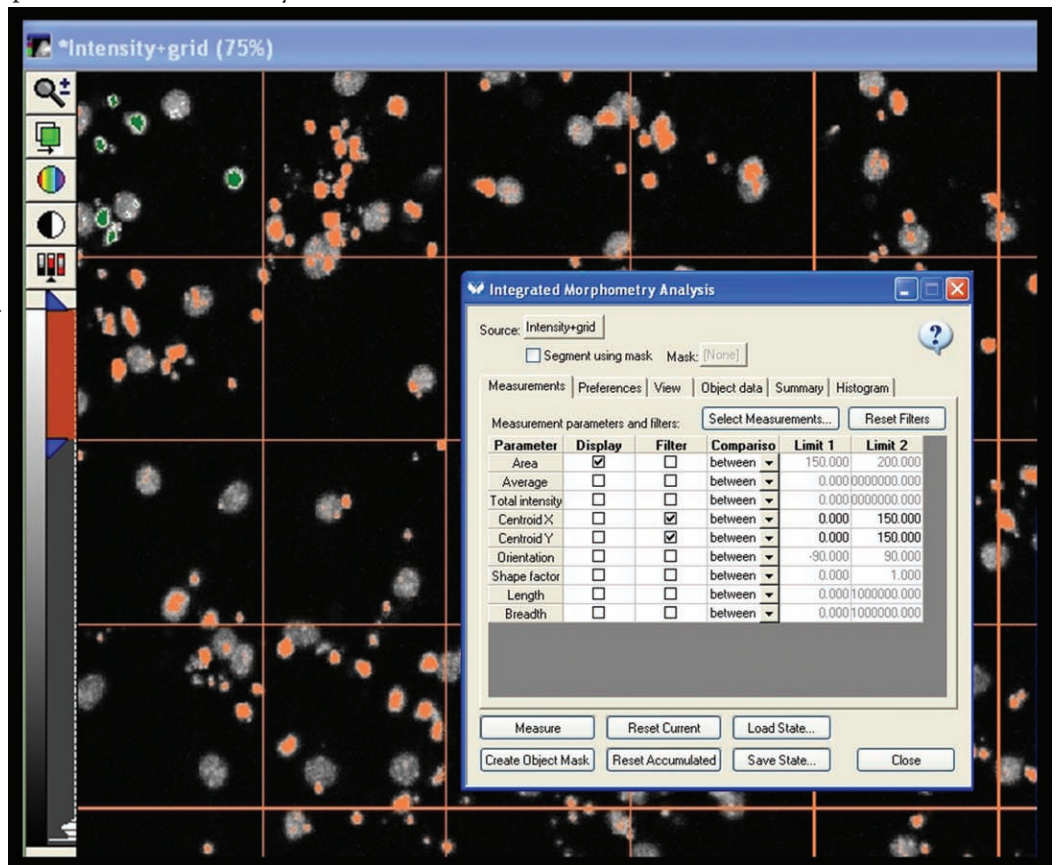 *Intensity+grid (75%)
Integrated Morphometry Analysis
Source: Intensity+grid
Segment using mask Mask: [None]
Measurements Preferences View Object data Summary Histogram
Measurement parameters and filters: Select Measurements... Reset Filters
Parameter Display Filter Compariso Limit 1 Limit 2
Area between 150.000 200.000
Average between 0.000 0000000.000
Total intensity between 0.000 0000000.000
Centroid X between 0.000 150.000
Centroid Y between 0.000 150.000
Orientation between -90.000 90.000
Shape factor between 0.000 1.000
Length between 0.000 1000000.000
Breadth between 0.000 1000000.000
Measure Reset Current Load State...
Create Object Mask Reset Accumulated Save State... Close